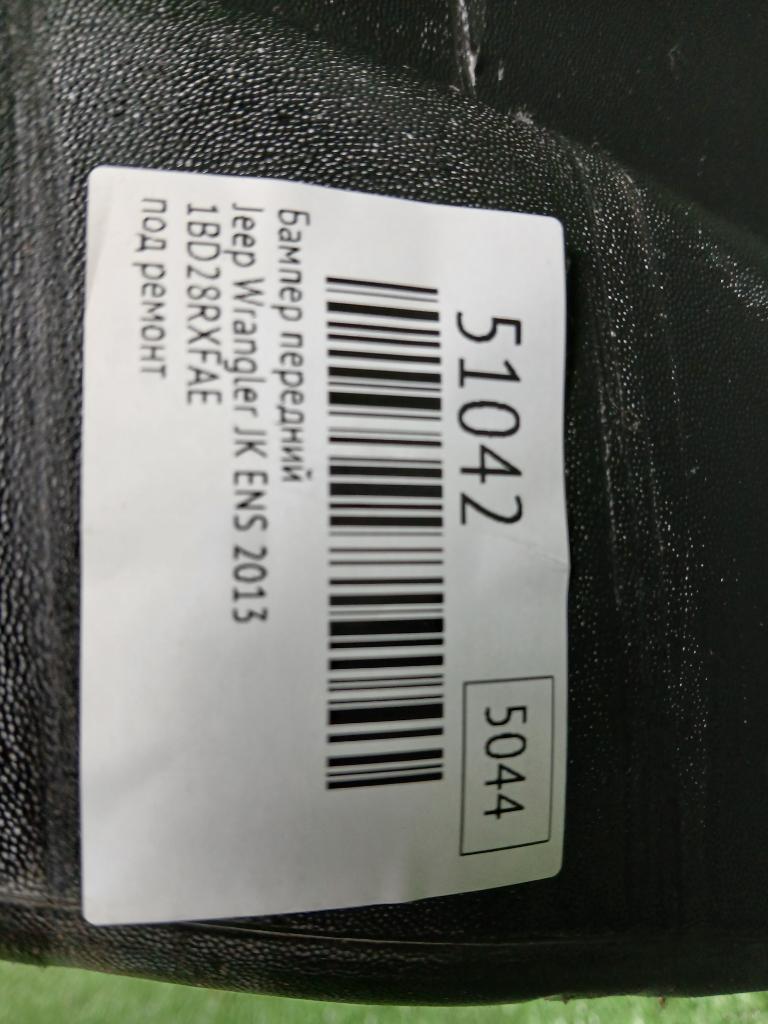 51042
5044
Бампер передний
Jeep Wrangler JK ENS 2013
1BD28RXFAE
под ремонт